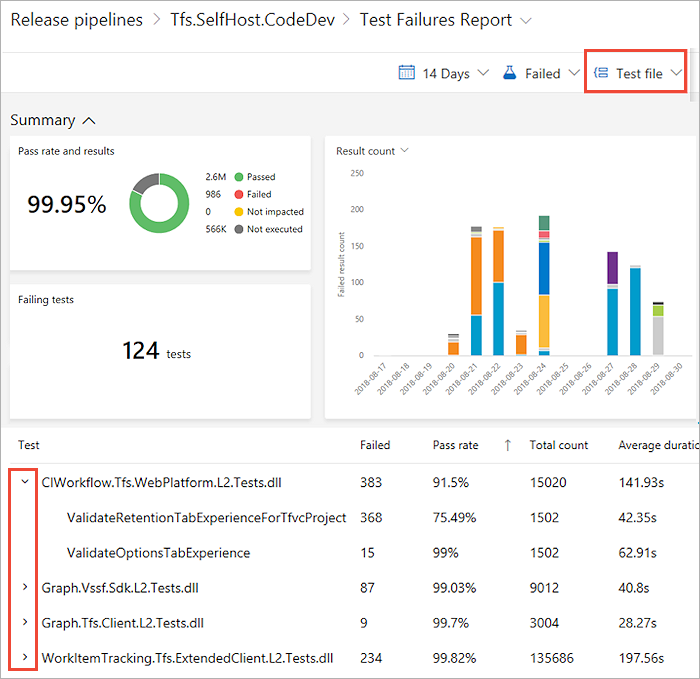 Release pipelines > Tfs.SelfHost.CodeDev > Test Failures Report
14 Days Failed Test file
Summary
Pass rate and results
99.95%
2.6M Passed
986 Failed
0 Not impacted
566K Not executed
Failing tests
124 tests
Result count
Failed result count
250
200
150
100
50
0
2018-08-17 2018-08-18 2018-08-19 2018-08-20 2018-08-21 2018-08-22 2018-08-23 2018-08-24 2018-08-25 2018-08-26 2018-08-27 2018-08-28 2018-08-29 2018-08-30
Test Failed Pass rate ↑ Total count Average duratio
CIWorkflow.Tfs.WebPlatform.L2.Tests.dll 383 91.5% 15020 141.93s
ValidateRetentionTabExperienceForTfvcProject 368 75.49% 1502 42.35s
ValidateOptionsTabExperience 15 99% 1502 62.91s
Graph.Vssf.Sdk.L2.Tests.dll 87 99.03% 9012 40.8s
Graph.Tfs.Client.L2.Tests.dll 9 99.7% 3004 28.27s
WorkItemTracking.Tfs.ExtendedClient.L2.Tests.dll 234 99.82% 135686 197.56s